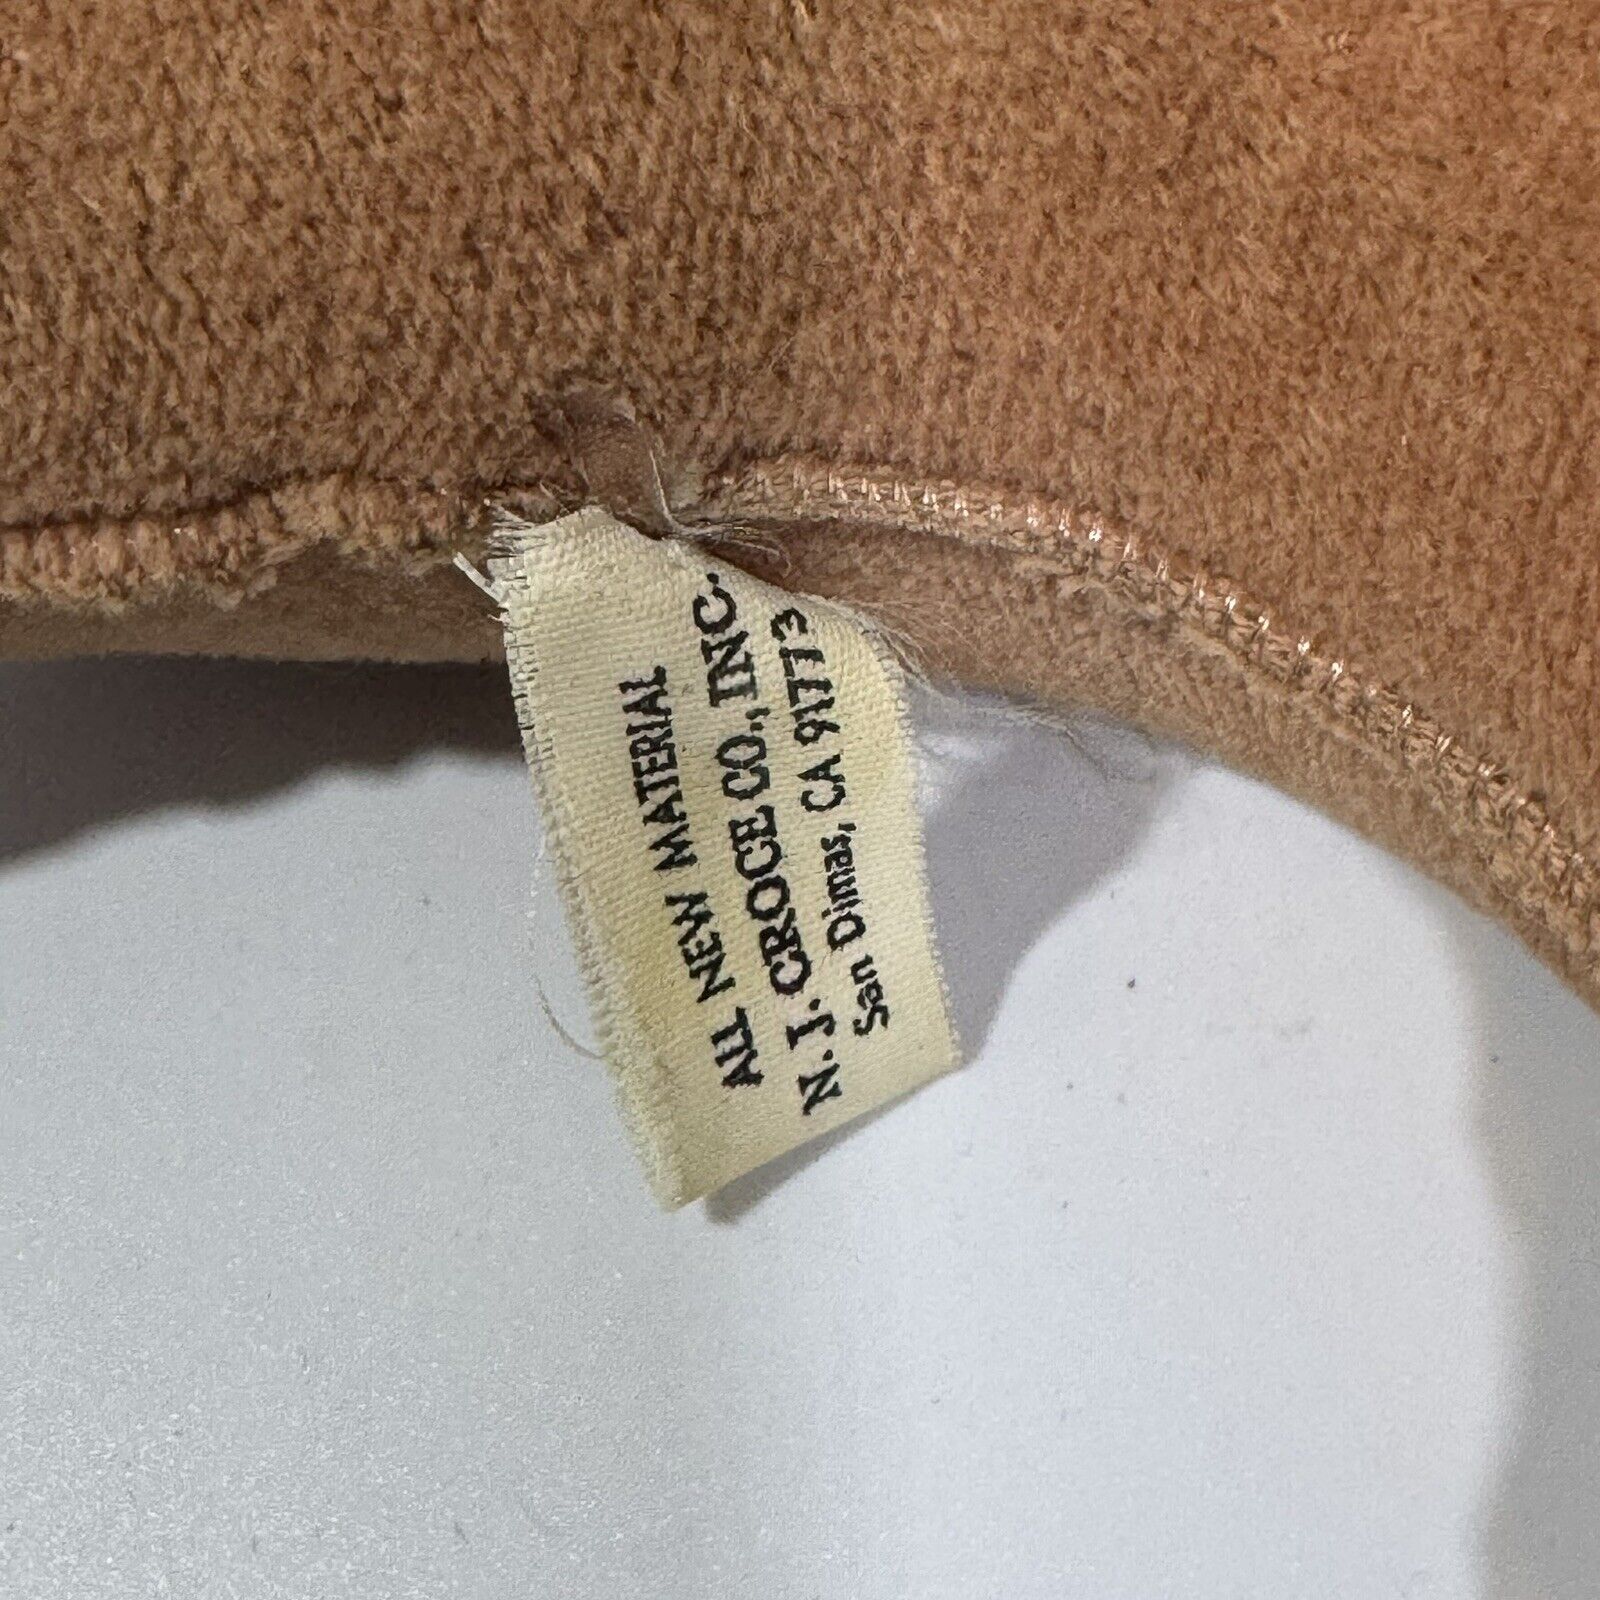 ALL NEW MATERIAL
N. J. CROCE CO., INC.
San Dimas, CA 91773